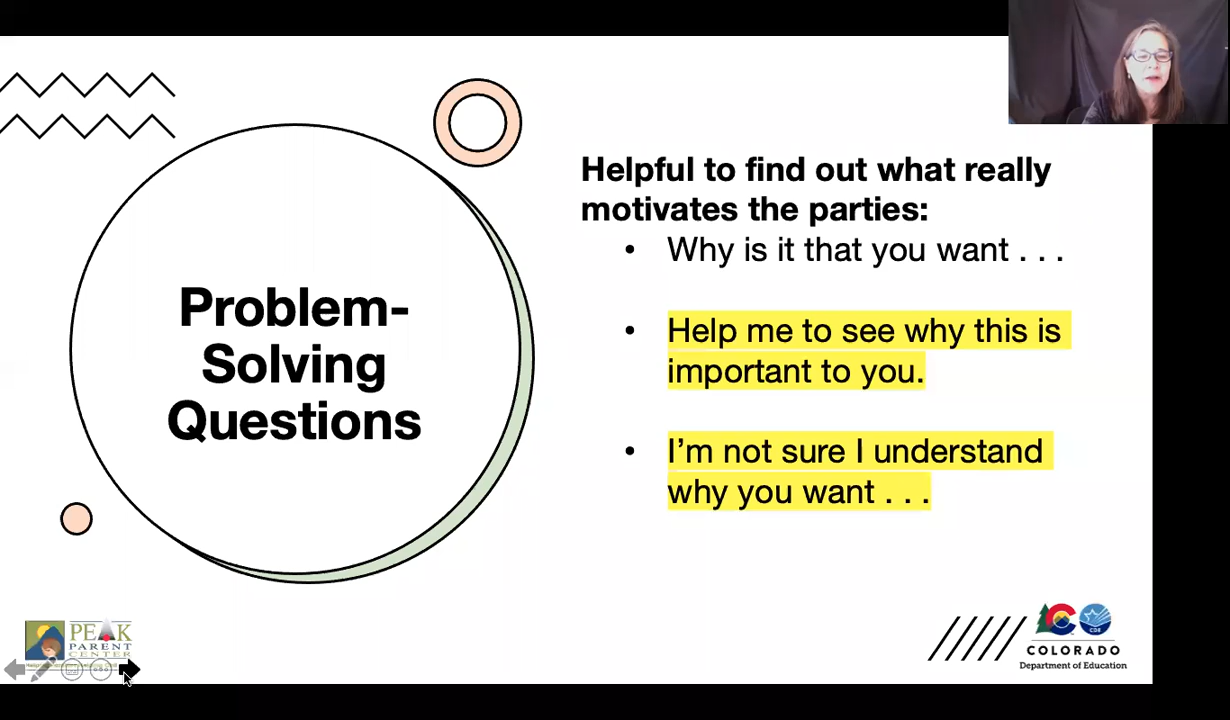 Problem-
Solving
Questions
Helpful to find out what really
motivates the parties:
• Why is it that you want . . .
• Help me to see why this is
important to you.
• I’m not sure I understand
why you want . . .
PEAK
PARENT
CENTER
CDE
COLORADO
Department of Education